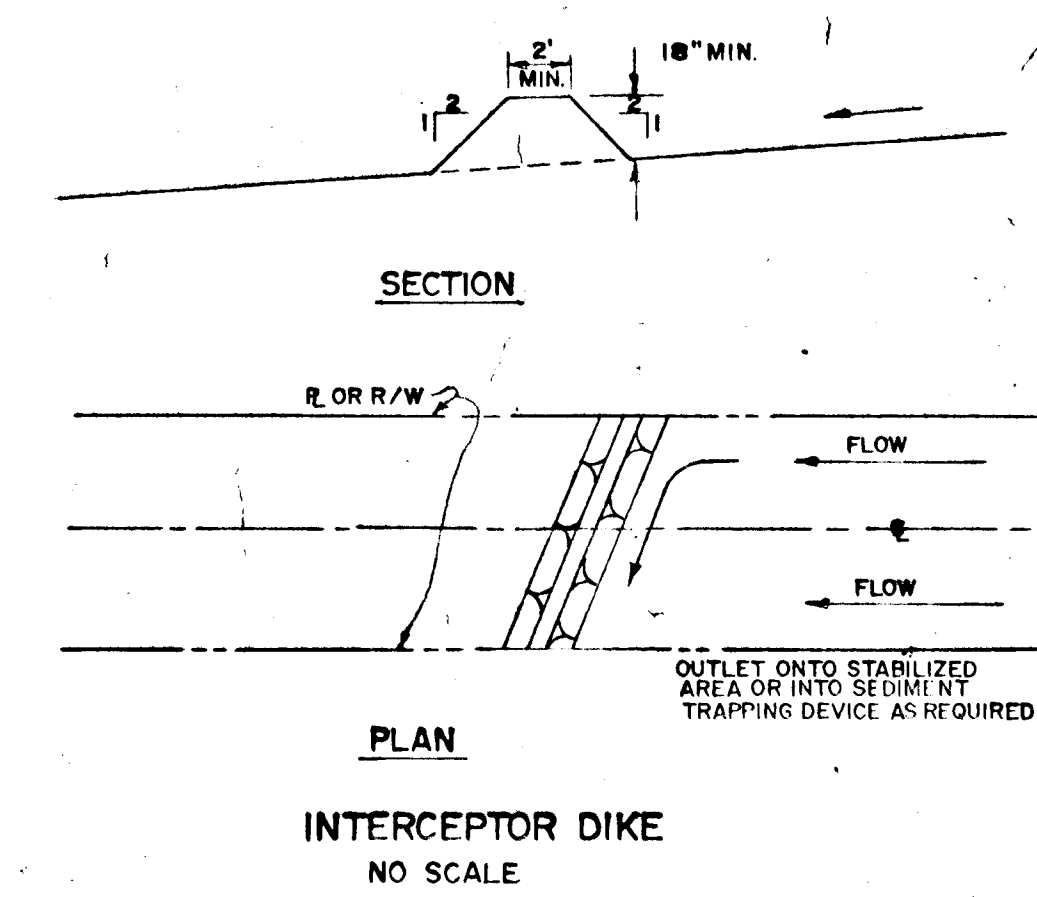 2'
MIN.
18" MIN.
2
1
2
1
SECTION
℄ OR R/W
FLOW
℄
FLOW
OUTLET ONTO STABILIZED
AREA OR INTO SEDIMENT
TRAPPING DEVICE AS REQUIRED
PLAN
INTERCEPTOR DIKE
NO SCALE